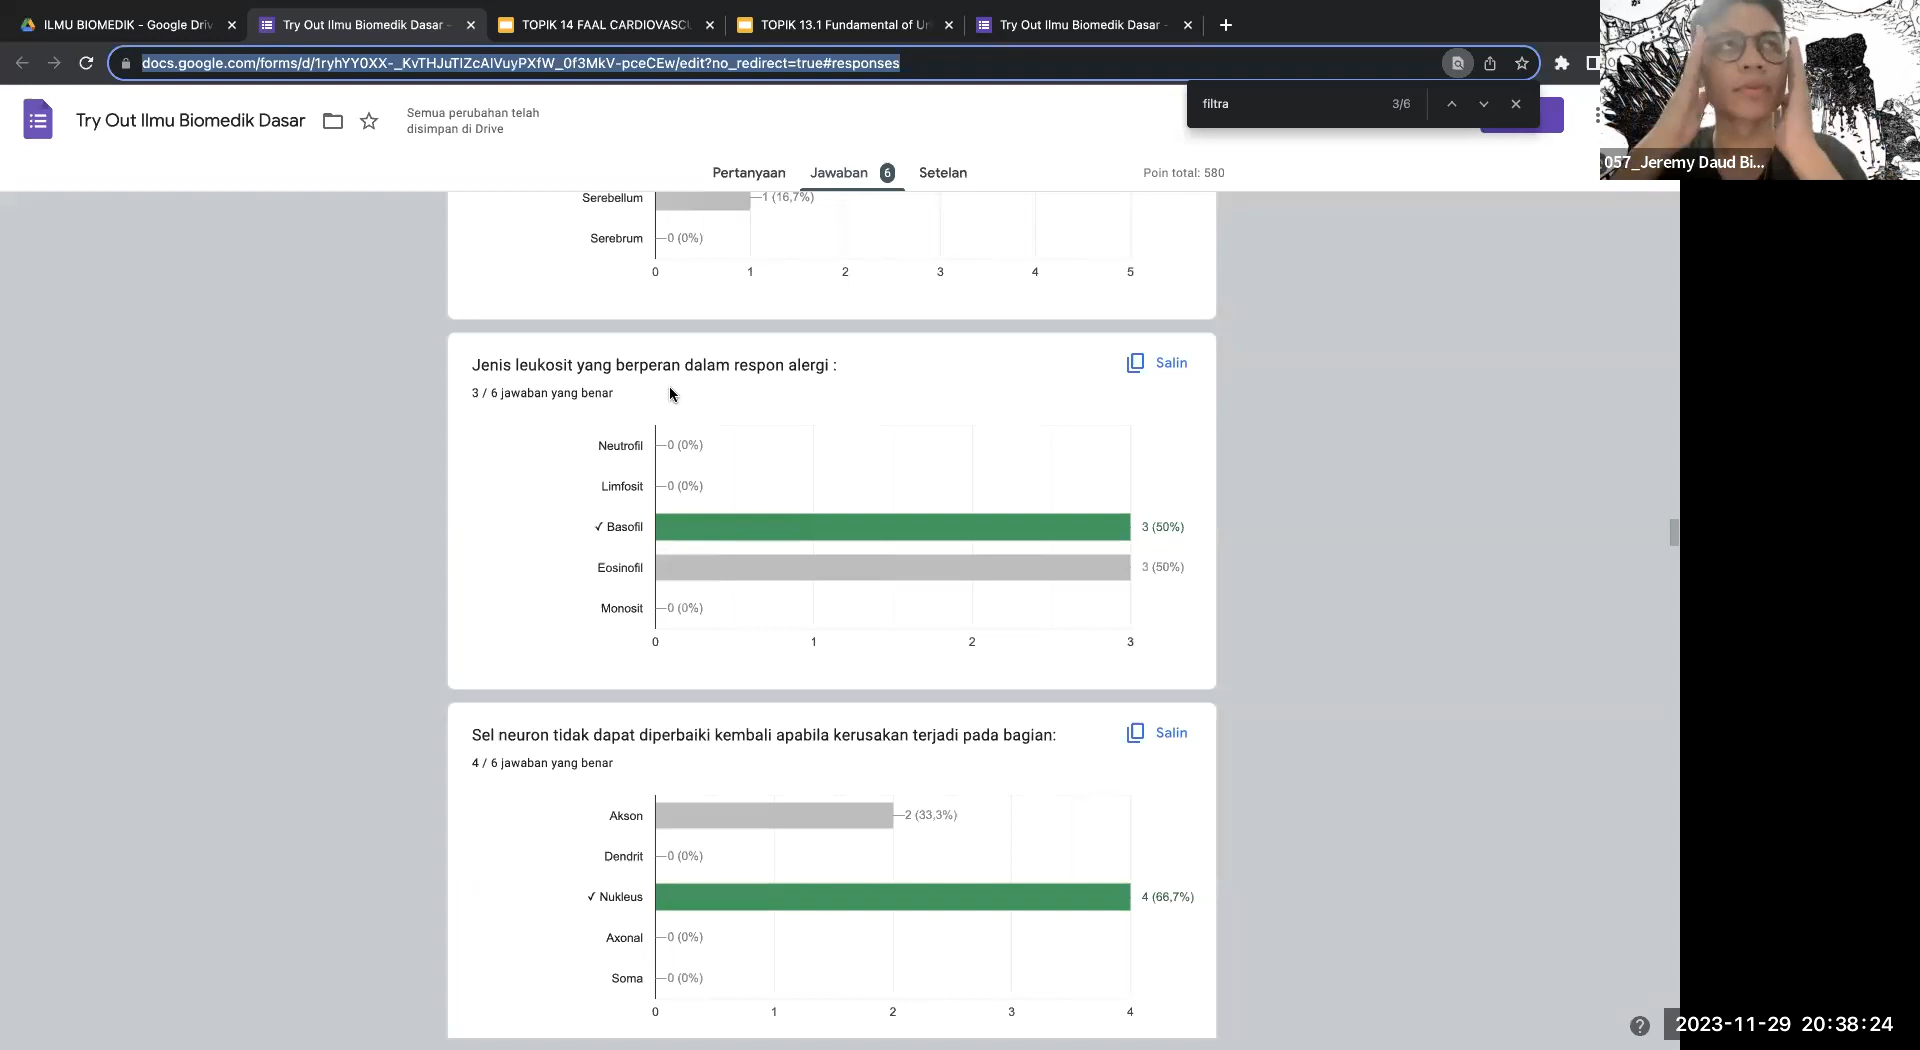 ILMU BIOMEDIK - Google Driv
Try Out Ilmu Biomedik Dasar -
TOPIK 14 FAAL CARDIOVASCU
TOPIK 13.1 Fundamental of Ur
Try Out Ilmu Biomedik Dasar -
docs.google.com/forms/d/1ryhYY0XX-_KvTHJuTIZcAlVuyPXfW_0f3MkV-pceCEw/edit?no_redirect=true#responses
filtra
3/6
Try Out Ilmu Biomedik Dasar
Semua perubahan telah
disimpan di Drive
057_Jeremy Daud Bi...
Pertanyaan
Jawaban
6
Setelan
Poin total: 580
Serebellum
1 (16,7%)
Serebrum
0 (0%)
0 1 2 3 4 5
Jenis leukosit yang berperan dalam respon alergi :
Salin
3 / 6 jawaban yang benar
Neutrofil
0 (0%)
Limfosit
0 (0%)
✓ Basofil
3 (50%)
Eosinofil
3 (50%)
Monosit
0 (0%)
0 1 2 3
Sel neuron tidak dapat diperbaiki kembali apabila kerusakan terjadi pada bagian:
Salin
4 / 6 jawaban yang benar
Akson
2 (33,3%)
Dendrit
0 (0%)
✓ Nukleus
4 (66,7%)
Axonal
0 (0%)
Soma
0 (0%)
0 1 2 3 4
2023-11-29 20:38:24